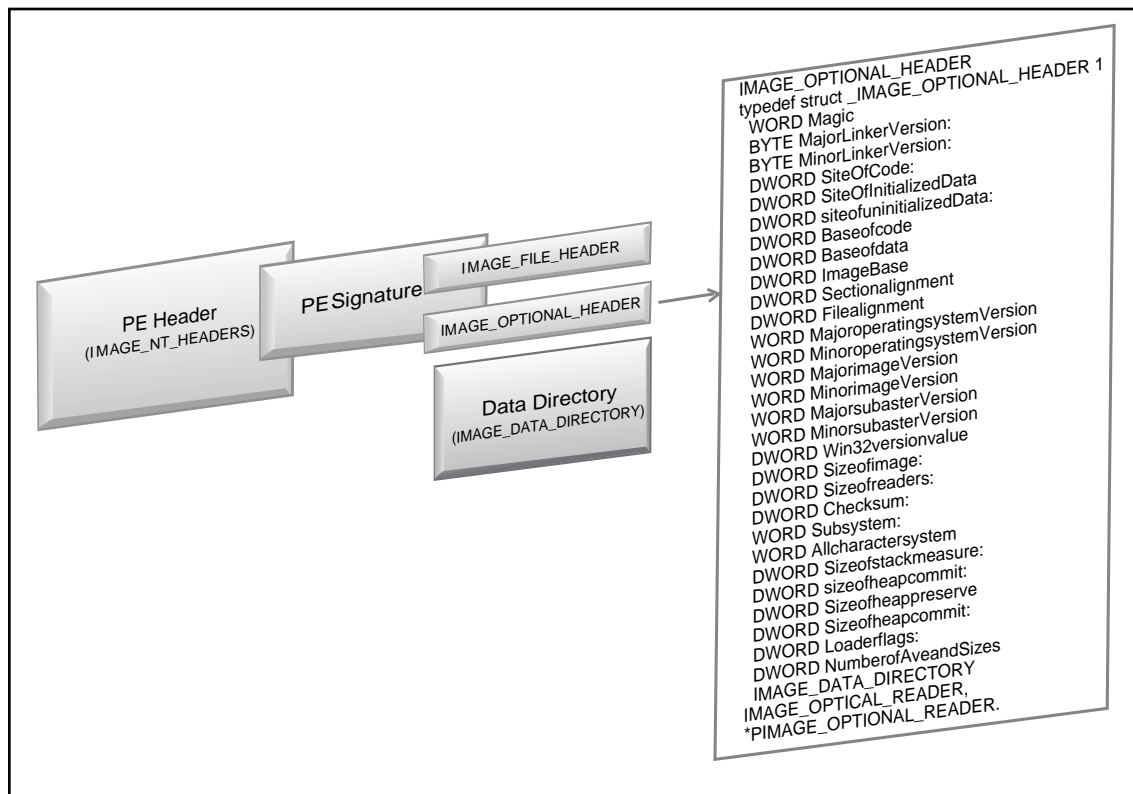 PE Header
(IMAGE_NT_HEADERS)
PE Signature
IMAGE_FILE_HEADER
IMAGE_OPTIONAL_HEADER
Data Directory
(IMAGE_DATA_DIRECTORY)
IMAGE_OPTIONAL_HEADER
typedef struct _IMAGE_OPTIONAL_HEADER 1
WORD Magic
BYTE MajorLinkerVersion:
BYTE MinorLinkerVersion:
DWORD SiteOfCode:
DWORD SiteOfInitializedData
DWORD siteofuninitializedData:
DWORD Baseofcode
DWORD Baseofdata
DWORD ImageBase
DWORD Sectionalignment
DWORD Filealignment
WORD MajoroperatingsystemVersion
WORD MinoroperatingsystemVersion
WORD MajorimageVersion
WORD MinorimageVersion
WORD MajorsubasterVersion
WORD MinorsubasterVersion
DWORD Win32versionvalue
DWORD Sizeofimage:
DWORD Sizeofreaders:
DWORD Checksum:
WORD Subsystem:
WORD Allcharactersystem
DWORD Sizeofstackmeasure:
DWORD sizeofheapcommit:
DWORD Sizeofheappreserve
DWORD Sizeofheapcommit:
DWORD Loaderflags:
DWORD NumberofAveandSizes
IMAGE_DATA_DIRECTORY
IMAGE_OPTICAL_READER,
*PIMAGE_OPTIONAL_READER.